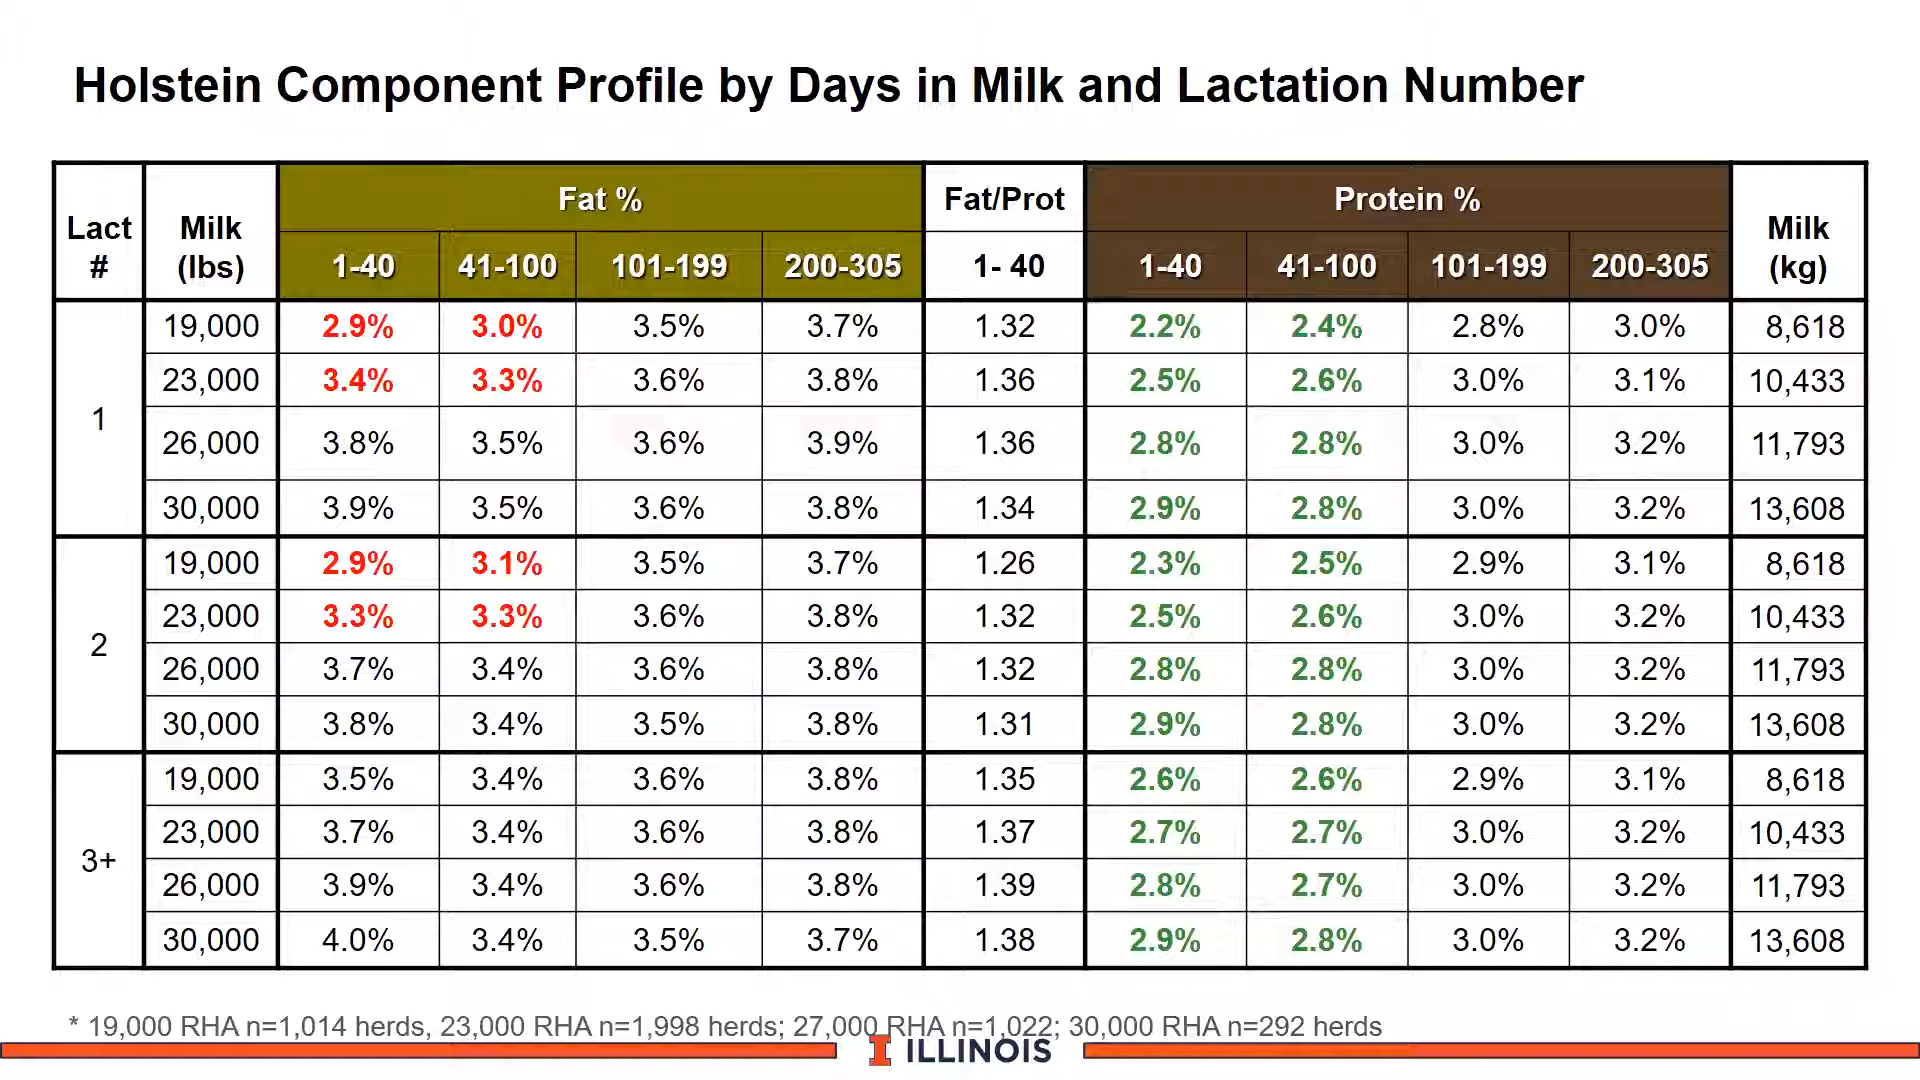 Holstein Component Profile by Days in Milk and Lactation Number
Lact # Milk (lbs) Fat % Fat/Prot Protein % Milk (kg)
1-40 41-100 101-199 200-305 1- 40 1-40 41-100 101-199 200-305
1
19,000 2.9% 3.0% 3.5% 3.7% 1.32 2.2% 2.4% 2.8% 3.0% 8,618
23,000 3.4% 3.3% 3.6% 3.8% 1.36 2.5% 2.6% 3.0% 3.1% 10,433
26,000 3.8% 3.5% 3.6% 3.9% 1.36 2.8% 2.8% 3.0% 3.2% 11,793
30,000 3.9% 3.5% 3.6% 3.8% 1.34 2.9% 2.8% 3.0% 3.2% 13,608
2
19,000 2.9% 3.1% 3.5% 3.7% 1.26 2.3% 2.5% 2.9% 3.1% 8,618
23,000 3.3% 3.3% 3.6% 3.8% 1.32 2.5% 2.6% 3.0% 3.2% 10,433
26,000 3.7% 3.4% 3.6% 3.8% 1.32 2.8% 2.8% 3.0% 3.2% 11,793
30,000 3.8% 3.4% 3.5% 3.8% 1.31 2.9% 2.8% 3.0% 3.2% 13,608
3+
19,000 3.5% 3.4% 3.6% 3.8% 1.35 2.6% 2.6% 2.9% 3.1% 8,618
23,000 3.7% 3.4% 3.6% 3.8% 1.37 2.7% 2.7% 3.0% 3.2% 10,433
26,000 3.9% 3.4% 3.6% 3.8% 1.39 2.8% 2.7% 3.0% 3.2% 11,793
30,000 4.0% 3.4% 3.5% 3.7% 1.38 2.9% 2.8% 3.0% 3.2% 13,608
* 19,000 RHA n=1,014 herds, 23,000 RHA n=1,998 herds; 27,000 RHA n=1,022; 30,000 RHA n=292 herds
I ILLINOIS